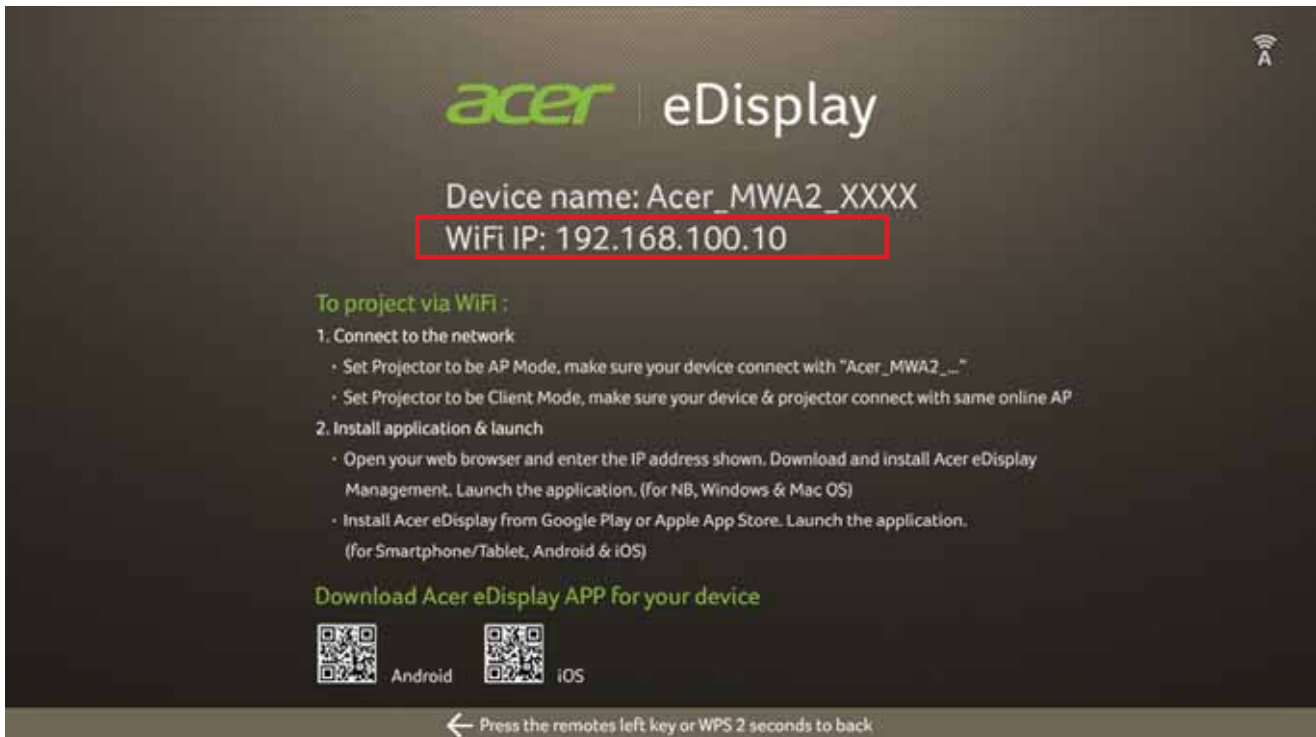 A
acer eDisplay
Device name: Acer_MWA2_XXXX
WiFi IP: 192.168.100.10
To project via WiFi :
1. Connect to the network
· Set Projector to be AP Mode, make sure your device connect with "Acer_MWA2_..."
· Set Projector to be Client Mode, make sure your device & projector connect with same online AP
2. Install application & launch
· Open your web browser and enter the IP address shown. Download and install Acer eDisplay
Management. Launch the application. (for NB, Windows & Mac OS)
· Install Acer eDisplay from Google Play or Apple App Store. Launch the application.
(for Smartphone/Tablet, Android & iOS)
Download Acer eDisplay APP for your device
Android iOS
← Press the remotes left key or WPS 2 seconds to back